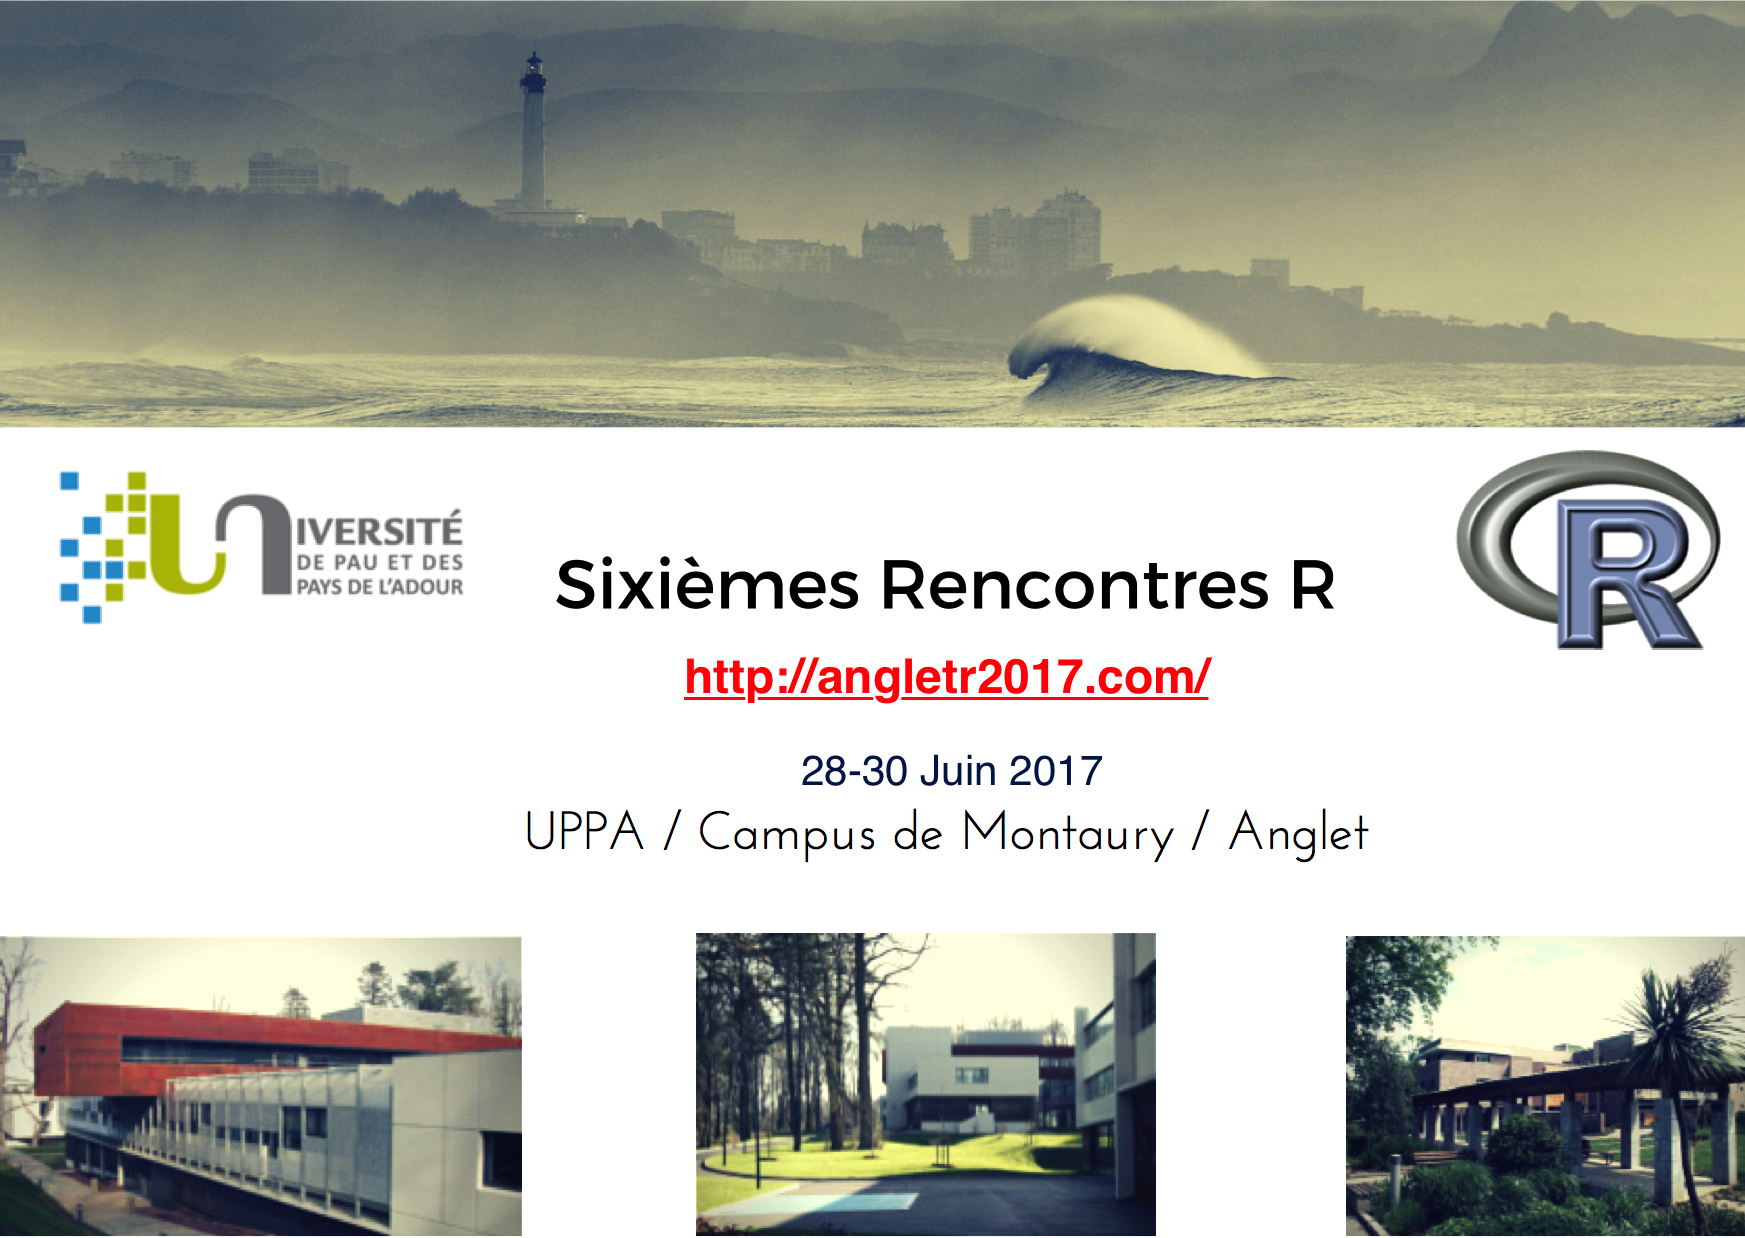 UNIVERSITÉ
DE PAU ET DES
PAYS DE L'ADOUR
R
Sixièmes Rencontres R
http://angletr2017.com/
28-30 Juin 2017
UPPA / Campus de Montaury / Anglet